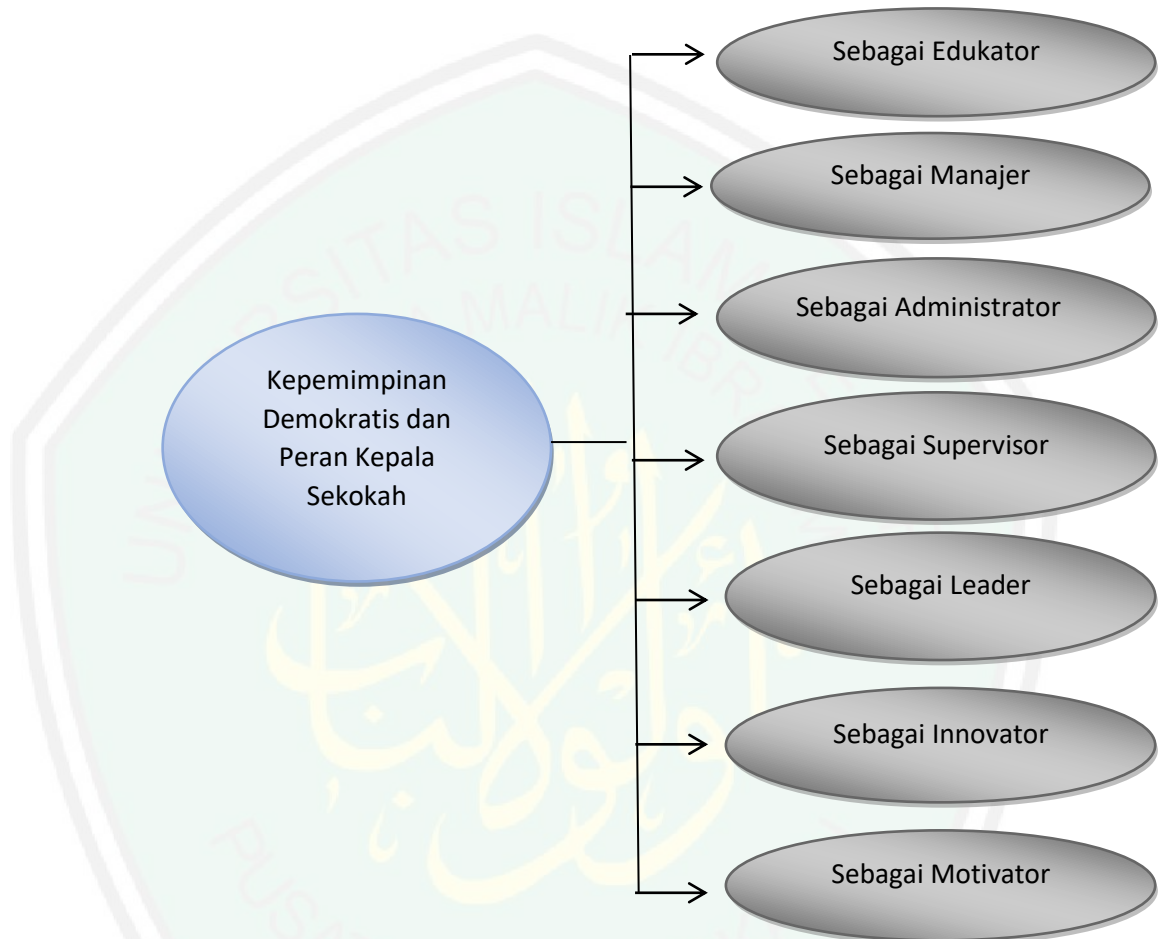 Sebagai Edukator
Sebagai Manajer
Sebagai Administrator
Kepemimpinan
Demokratis dan
Peran Kepala
Sekokah
Sebagai Supervisor
Sebagai Leader
Sebagai Innovator
Sebagai Motivator